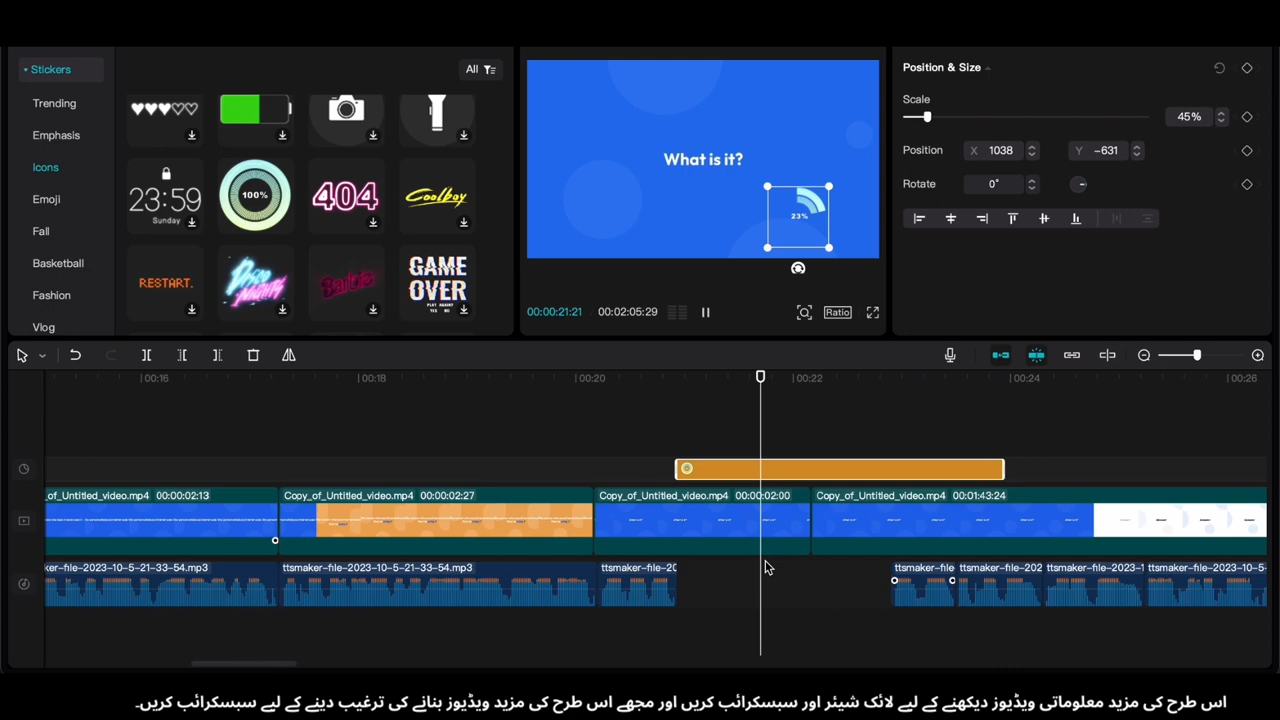 Stickers
All
Trending
Emphasis
Icons
Emoji
Fall
Basketball
Fashion
Vlog
23:59
Sunday
100%
404
Coolboy
RESTART.
Disco NIGHTS
Barbie
GAME OVER
PLAY AGAIN?
YES NO
What is it?
23%
00:00:21:21 00:02:05:29
Ratio
Position & Size
Scale
45%
Position X 1038 Y -631
Rotate 0°
00:16 00:18 00:20 00:22 00:24 00:26
_of_Untitled_video.mp4 00:00:02:13
Copy_of_Untitled_video.mp4 00:00:02:27
Copy_of_Untitled_video.mp4 00:00:02:00
Copy_of_Untitled_video.mp4 00:01:43:24
ker-file-2023-10-5-21-33-54.mp3
ttsmaker-file-2023-10-5-21-33-54.mp3
ttsmaker-file-20
ttsmaker-file
ttsmaker-file-202
ttsmaker-file-2023-1
ttsmaker-file-2023-10-5-
اس طرح کی مزید معلوماتی ویڈیوز دیکھنے کے لیے لائک شیئر اور سبسکرائب کریں اور مجھے اس طرح کی مزید ویڈیوز بنانے کی ترغیب دینے کے لیے سبسکرائب کریں۔